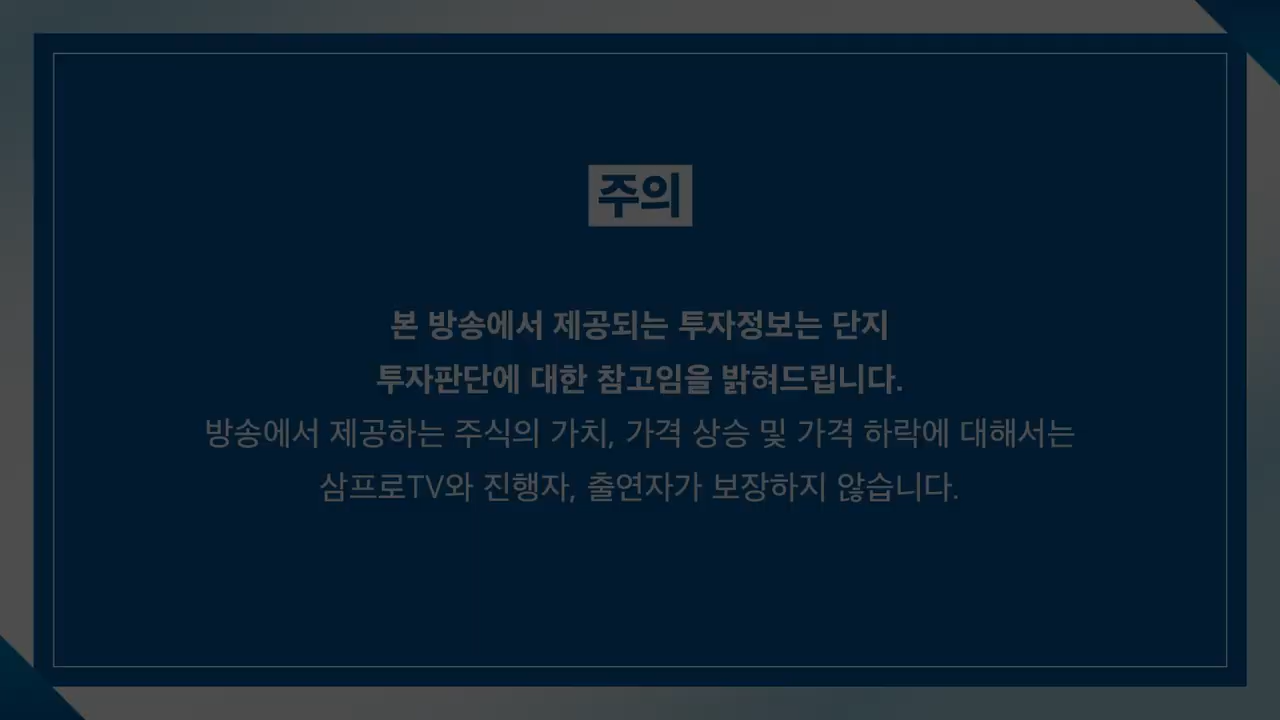 주의
본 방송에서 제공되는 투자정보는 단지
투자판단에 대한 참고임을 밝혀드립니다.
방송에서 제공하는 주식의 가치, 가격 상승 및 가격 하락에 대해서는
삼프로TV와 진행자, 출연자가 보장하지 않습니다.